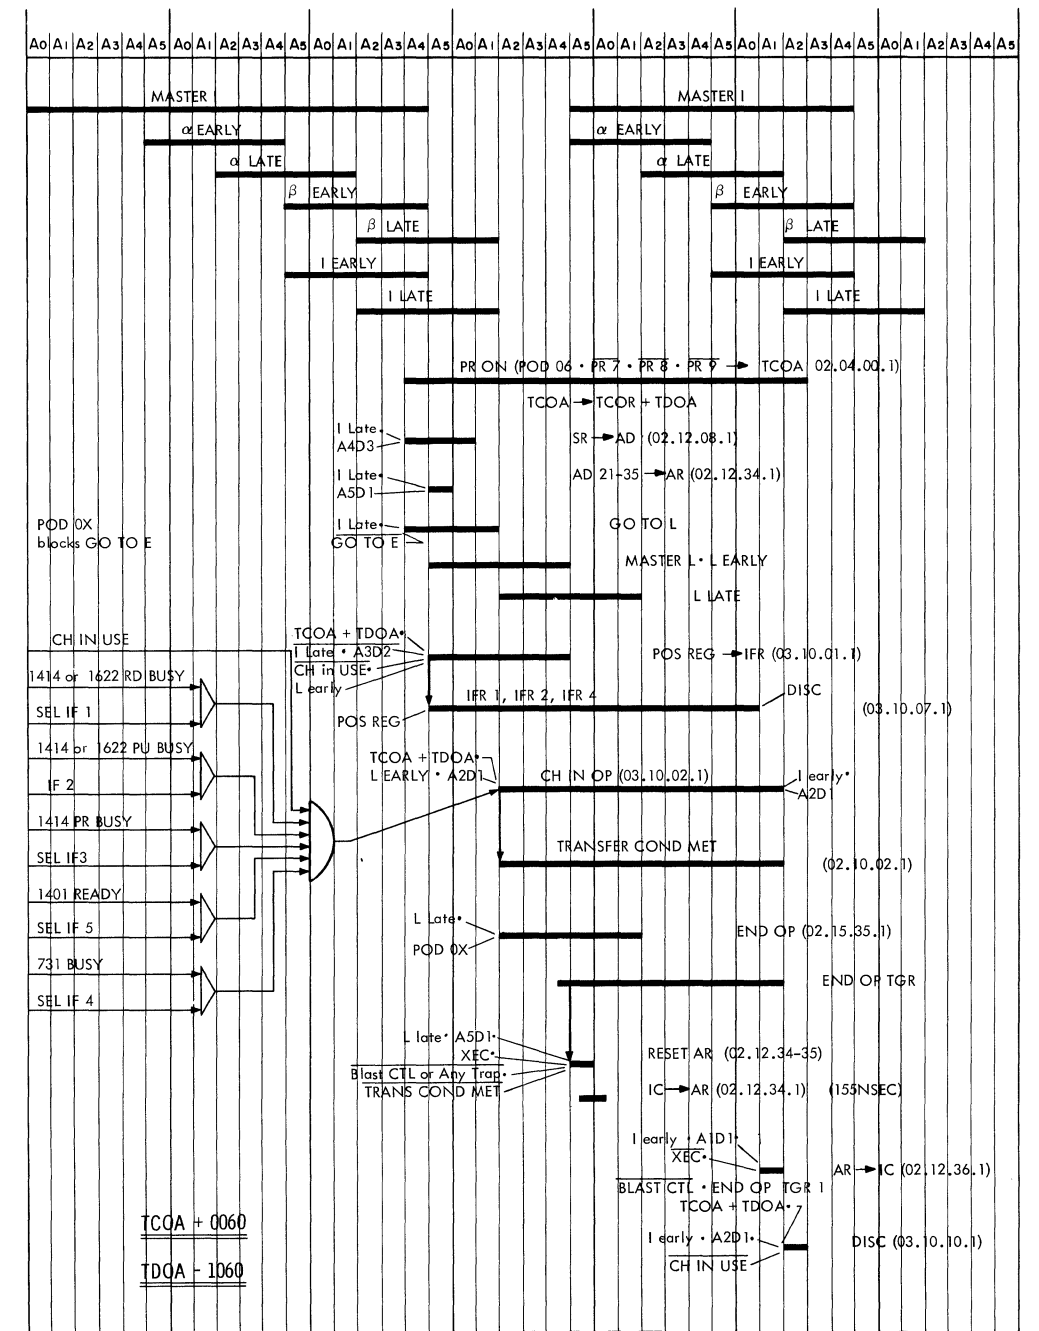 A0 A1 A2 A3 A4 A5 A0 A1 A2 A3 A4 A5 A0 A1 A2 A3 A4 A5 A0 A1 A2 A3 A4 A5 A0 A1 A2 A3 A4 A5 A0 A1 A2 A3 A4 A5 A0 A1 A2 A3 A4 A5
MASTER I MASTER I
α EARLY α EARLY
α LATE α LATE
β EARLY β EARLY
β LATE β LATE
I EARLY I EARLY
I LATE I LATE
PR ON (POD 06 • PR 7 • PR 8 • PR 9 → TCOA 02.04.00.1)
TCOA → TCOR + TDOA
I Late•
A4D3
SR → AD (02.12.08.1)
I Late•
A5D1
AD 21-35 → AR (02.12.34.1)
POD 0X
blocks GO TO E
I Late•
GO TO E
GO TO L
MASTER L • L EARLY
L LATE
CH IN USE
TCOA + TDOA•
I Late • A3D2
CH in USE•
L early
POS REG → IFR (03.10.01.1)
1414 or 1622 RD BUSY
SEL IF 1
POS REG
IFR 1, IFR 2, IFR 4
DISC
(03.10.07.1)
1414 or 1622 PU BUSY
IF 2
TCOA + TDOA•
L EARLY • A2D1
CH IN OP (03.10.02.1)
I early•
A2D1
1414 PR BUSY
SEL IF3
TRANSFER COND MET
(02.10.02.1)
1401 READY
SEL IF 5
L Late•
POD 0X
END OP (02.15.35.1)
731 BUSY
SEL IF 4
END OP TGR
L late• A5D1•
XEC•
Blast CTL or Any Trap•
TRANS COND MET
RESET AR (02.12.34-35)
IC → AR (02.12.34.1) (155NSEC)
I early • A1D1•
XEC•
AR → IC (02.12.36.1)
BLAST CTL • END OP TGR 1
TCOA + TDOA•
I early • A2D1•
CH IN USE
DISC (03.10.10.1)
TCOA + 0060
TDOA - 1060